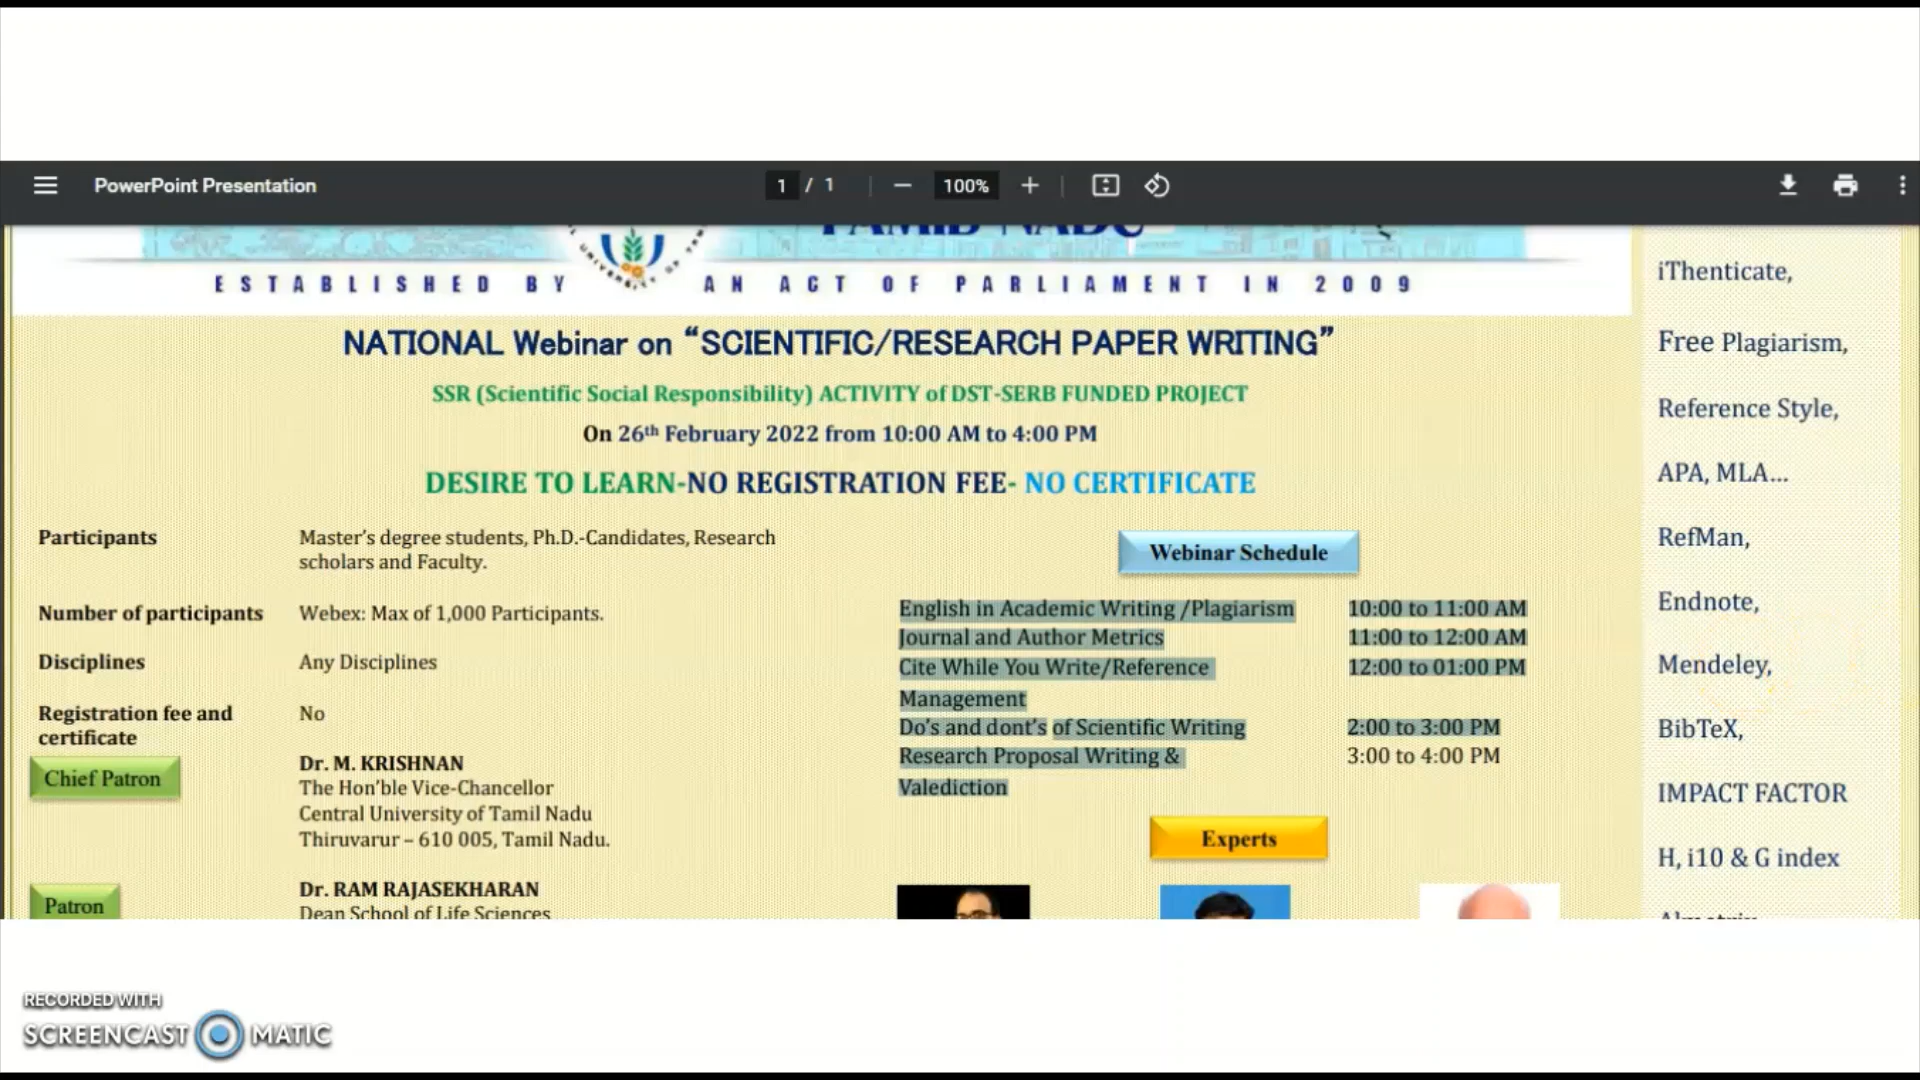 PowerPoint Presentation
1 / 1
100%
TAMIL NADU
ESTABLISHED BY AN ACT OF PARLIAMENT IN 2009
NATIONAL Webinar on “SCIENTIFIC/RESEARCH PAPER WRITING”
SSR (Scientific Social Responsibility) ACTIVITY of DST-SERB FUNDED PROJECT
On 26th February 2022 from 10:00 AM to 4:00 PM
DESIRE TO LEARN-NO REGISTRATION FEE- NO CERTIFICATE
Participants
Master’s degree students, Ph.D.-Candidates, Research
scholars and Faculty.
Number of participants
Webex: Max of 1,000 Participants.
Disciplines
Any Disciplines
Registration fee and
certificate
No
Chief Patron
Dr. M. KRISHNAN
The Hon’ble Vice-Chancellor
Central University of Tamil Nadu
Thiruvarur – 610 005, Tamil Nadu.
Patron
Dr. RAM RAJASEKHARAN
Dean School of Life Sciences
Webinar Schedule
English in Academic Writing /Plagiarism 10:00 to 11:00 AM
Journal and Author Metrics 11:00 to 12:00 AM
Cite While You Write/Reference 12:00 to 01:00 PM
Management
Do’s and dont’s of Scientific Writing 2:00 to 3:00 PM
Research Proposal Writing & 3:00 to 4:00 PM
Valediction
Experts
iThenticate,
Free Plagiarism,
Reference Style,
APA, MLA...
RefMan,
Endnote,
Mendeley,
BibTeX,
IMPACT FACTOR
H, i10 & G index
RECORDED WITH
SCREENCAST MATIC